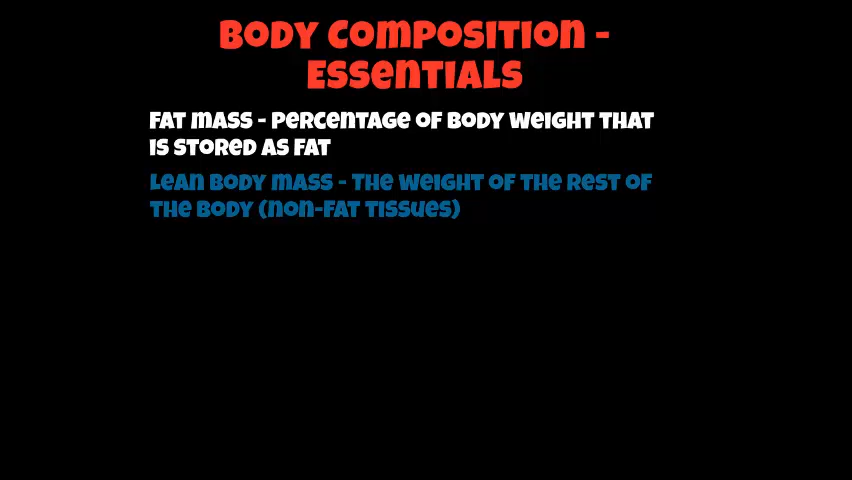 Body Composition -
Essentials
Fat mass - Percentage of body weight that
is stored as fat
Lean body mass - The weight of the rest of
the body (non-fat tissues)